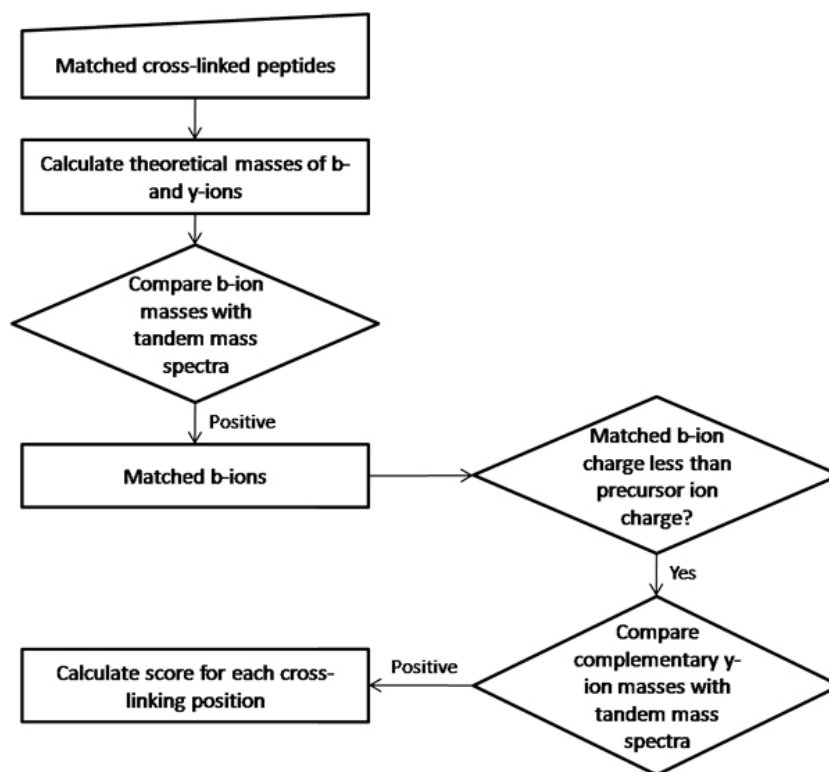 Matched cross-linked peptides
Calculate theoretical masses of b-
and y-ions
Compare b-ion
masses with
tandem mass
spectra
Positive
Matched b-ions
Matched b-ion
charge less than
precursor ion
charge?
Yes
Compare
complementary y-
ion masses with
tandem mass
spectra
Positive
Calculate score for each cross-
linking position